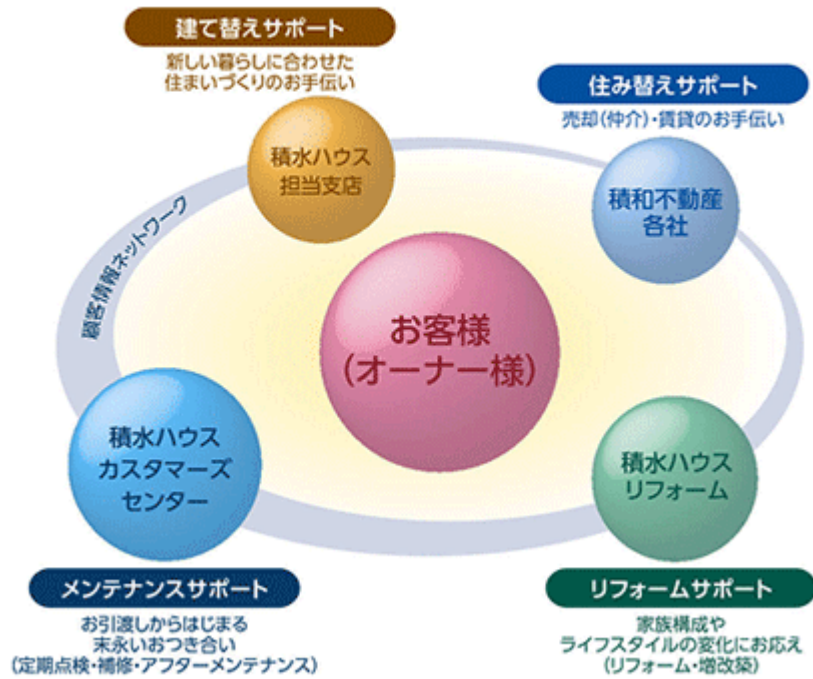 建て替えサポート
新しい暮らしに合わせた
住まいづくりのお手伝い
積水ハウス
担当支店
住み替えサポート
売却(仲介)・賃貸のお手伝い
積和不動産
各社
顧客情報ネットワーク
お客様
(オーナー様)
積水ハウス
カスタマーズ
センター
メンテナンスサポート
お引渡しからはじまる
末永いおつき合い
(定期点検・補修・アフターメンテナンス)
積水ハウス
リフォーム
リフォームサポート
家族構成や
ライフスタイルの変化にお応え
(リフォーム・増改築)